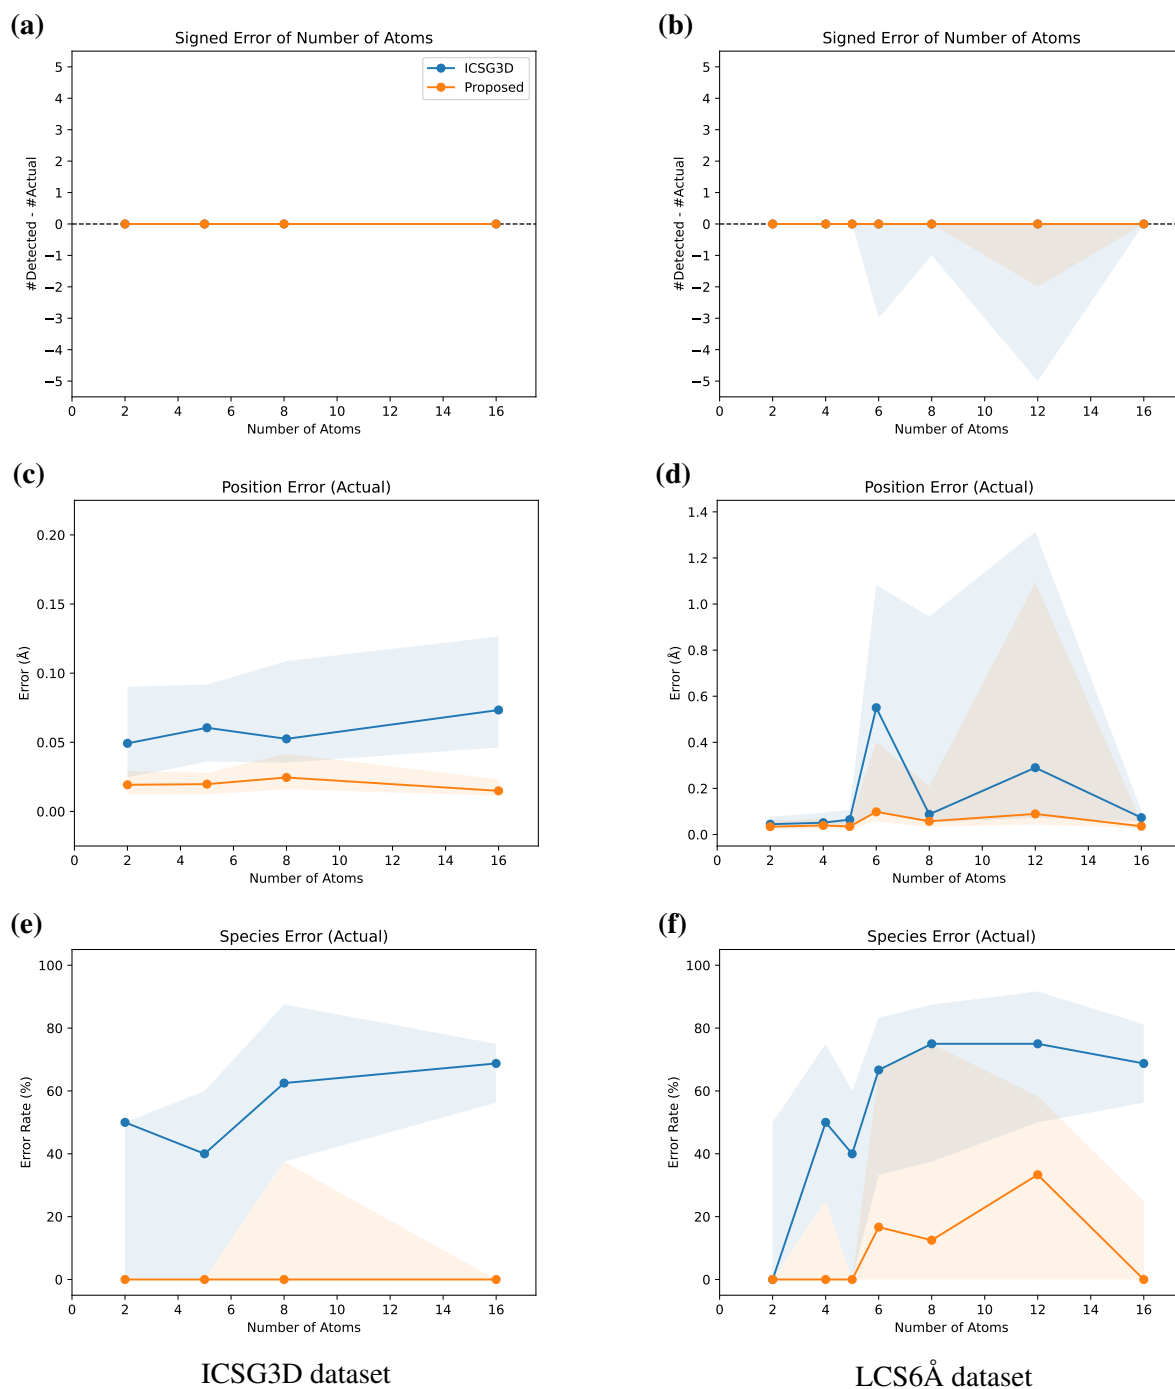 (a)
Signed Error of Number of Atoms
#Detected - #Actual
5
4
3
2
1
0
−1
−2
−3
−4
−5
ICSG3D
Proposed
0 2 4 6 8 10 12 14 16
Number of Atoms
(b)
Signed Error of Number of Atoms
#Detected - #Actual
5
4
3
2
1
0
−1
−2
−3
−4
−5
0 2 4 6 8 10 12 14 16
Number of Atoms
(c)
Position Error (Actual)
Error (Å)
0.20
0.15
0.10
0.05
0.00
0 2 4 6 8 10 12 14 16
Number of Atoms
(d)
Position Error (Actual)
Error (Å)
1.4
1.2
1.0
0.8
0.6
0.4
0.2
0.0
0 2 4 6 8 10 12 14 16
Number of Atoms
(e)
Species Error (Actual)
Error Rate (%)
100
80
60
40
20
0
0 2 4 6 8 10 12 14 16
Number of Atoms
ICSG3D dataset
(f)
Species Error (Actual)
Error Rate (%)
100
80
60
40
20
0
0 2 4 6 8 10 12 14 16
Number of Atoms
LCS6Å dataset